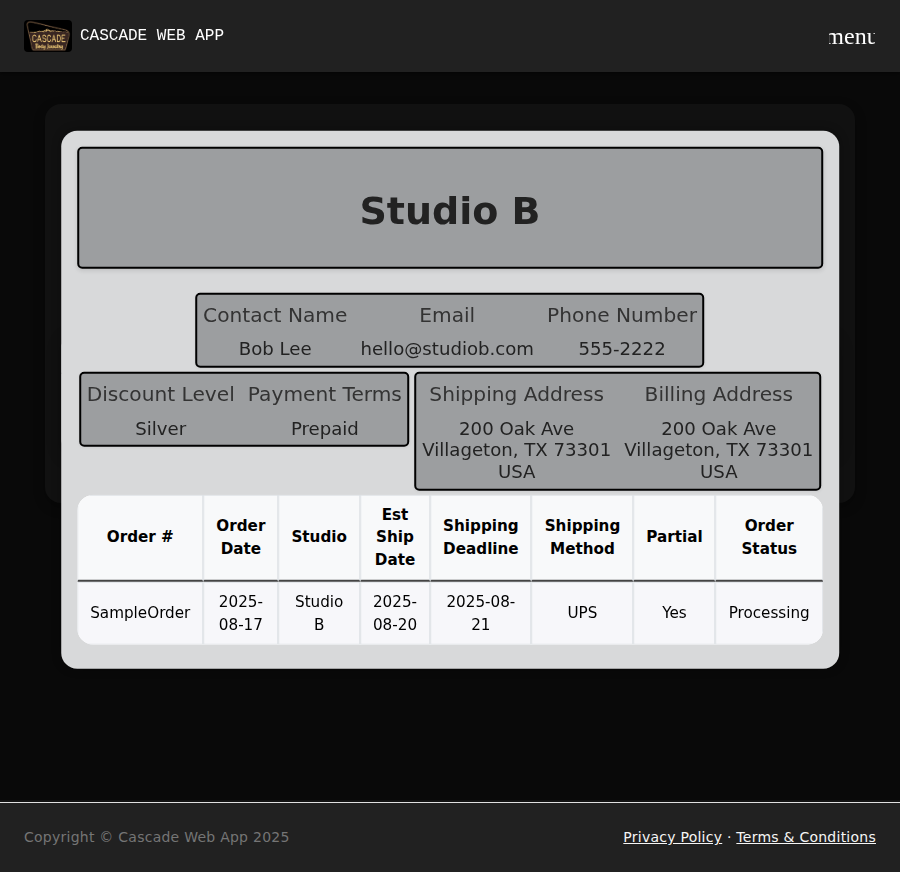 CASCADE
Body Jewelry
CASCADE WEB APP
menu
Studio B
Contact Name Email Phone Number
Bob Lee hello@studiob.com 555-2222
Discount Level Payment Terms
Silver Prepaid
Shipping Address Billing Address
200 Oak Ave 200 Oak Ave
Villageton, TX 73301 Villageton, TX 73301
USA USA
Order # Order Date Studio Est Ship Date Shipping Deadline Shipping Method Partial Order Status
SampleOrder 2025-08-17 Studio B 2025-08-20 2025-08-21 UPS Yes Processing
Copyright © Cascade Web App 2025
Privacy Policy · Terms & Conditions